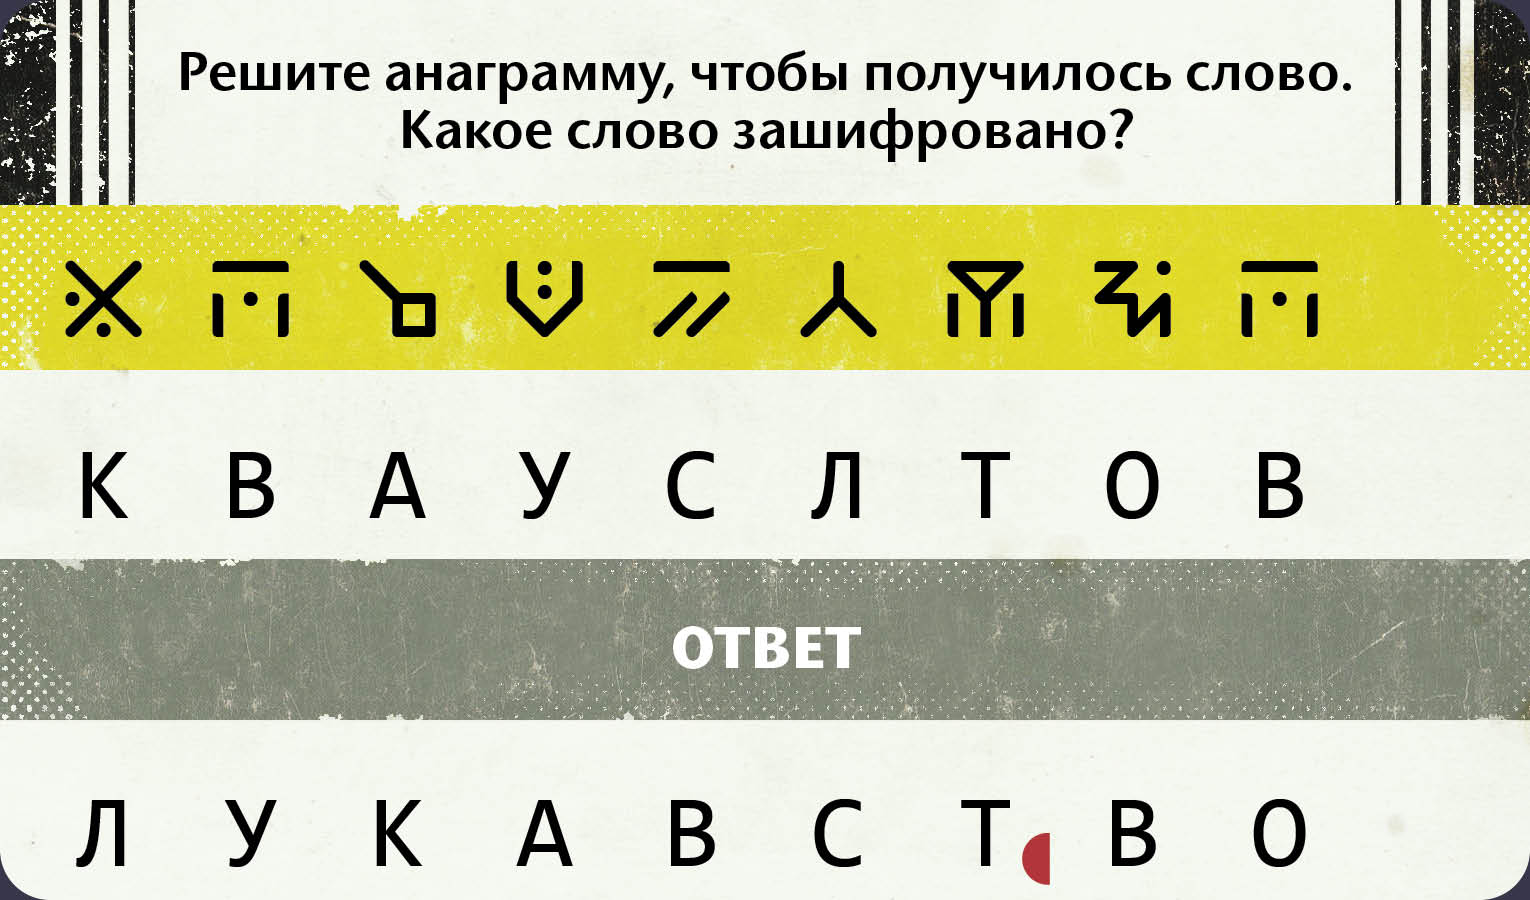 Решите анаграмму, чтобы получилось слово.
Какое слово зашифровано?
К В А У С Л Т О В
ОТВЕТ
Л У К А В С Т В О